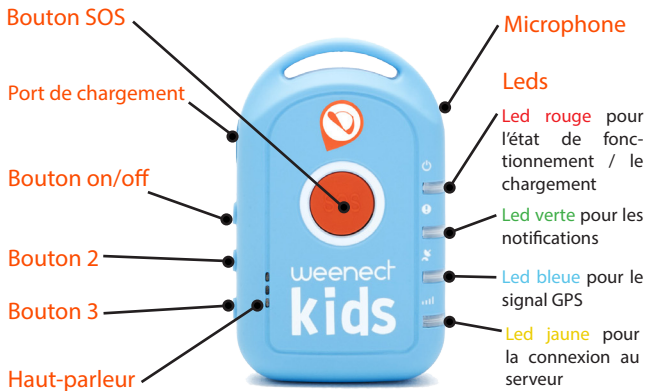 Bouton SOS
Port de chargement
Bouton on/off
Bouton 2
Bouton 3
Haut-parleur
weenect
kids
Microphone
Leds
Led rouge pour
l'état de fonc-
tionnement / le
chargement
Led verte pour les
notifications
Led bleue pour le
signal GPS
Led jaune pour
la connexion au
serveur